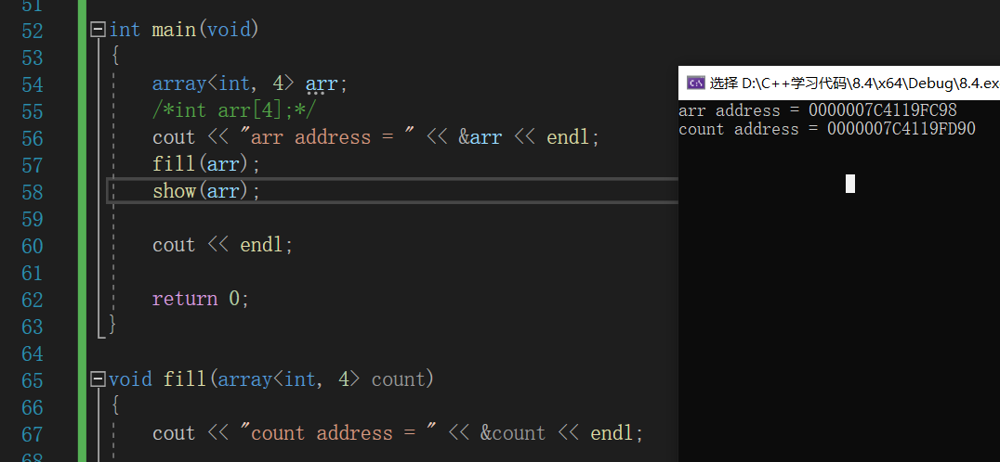 51
52 int main(void)
53 {
54 array<int, 4> arr;
55 /*int arr[4];*/
56 cout << "arr address = " << &arr << endl;
57 fill(arr);
58 show(arr);
59
60 cout << endl;
61
62 return 0;
63 }
64
65 void fill(array<int, 4> count)
66 {
67 cout << "count address = " << &count << endl;
68
选择 D:\C++学习代码\8.4\x64\Debug\8.4.ex
arr address = 0000007C4119FC98
count address = 0000007C4119FD90